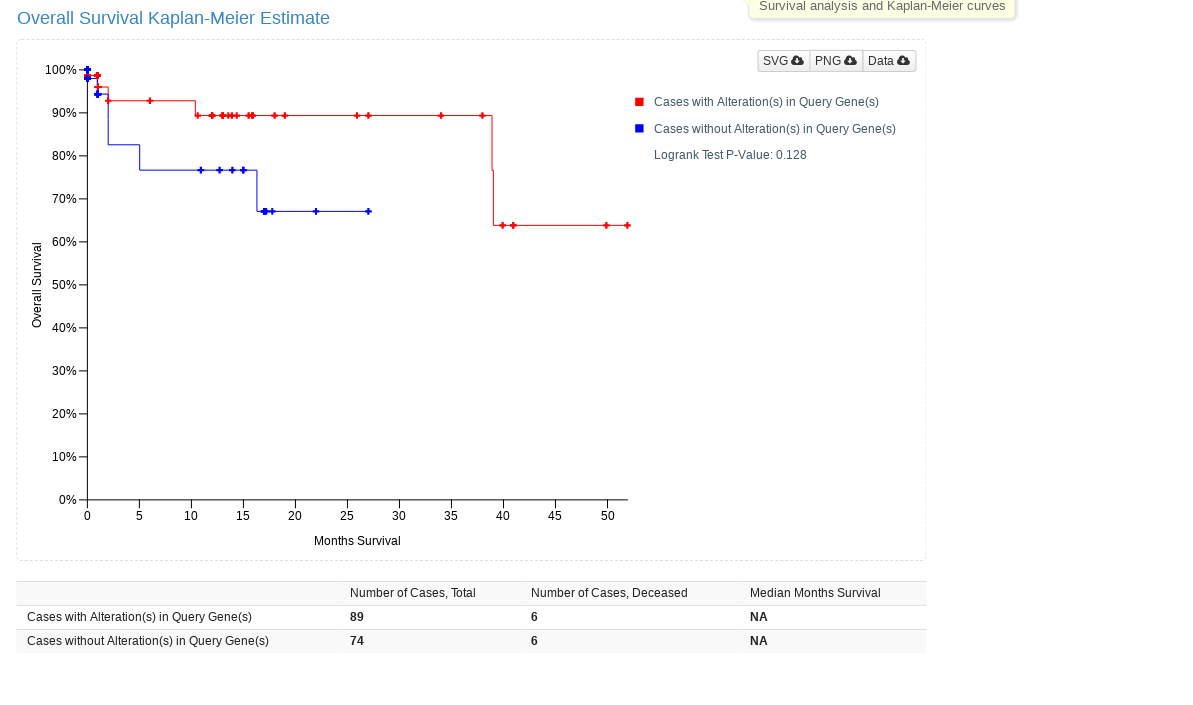 Survival analysis and Kaplan-Meier curves
Overall Survival Kaplan-Meier Estimate
SVG PNG Data
100%
90%
80%
70%
60%
50%
40%
30%
20%
10%
0%
Overall Survival
0 5 10 15 20 25 30 35 40 45 50
Months Survival
Cases with Alteration(s) in Query Gene(s)
Cases without Alteration(s) in Query Gene(s)
Logrank Test P-Value: 0.128
Number of Cases, Total Number of Cases, Deceased Median Months Survival
Cases with Alteration(s) in Query Gene(s) 89 6 NA
Cases without Alteration(s) in Query Gene(s) 74 6 NA